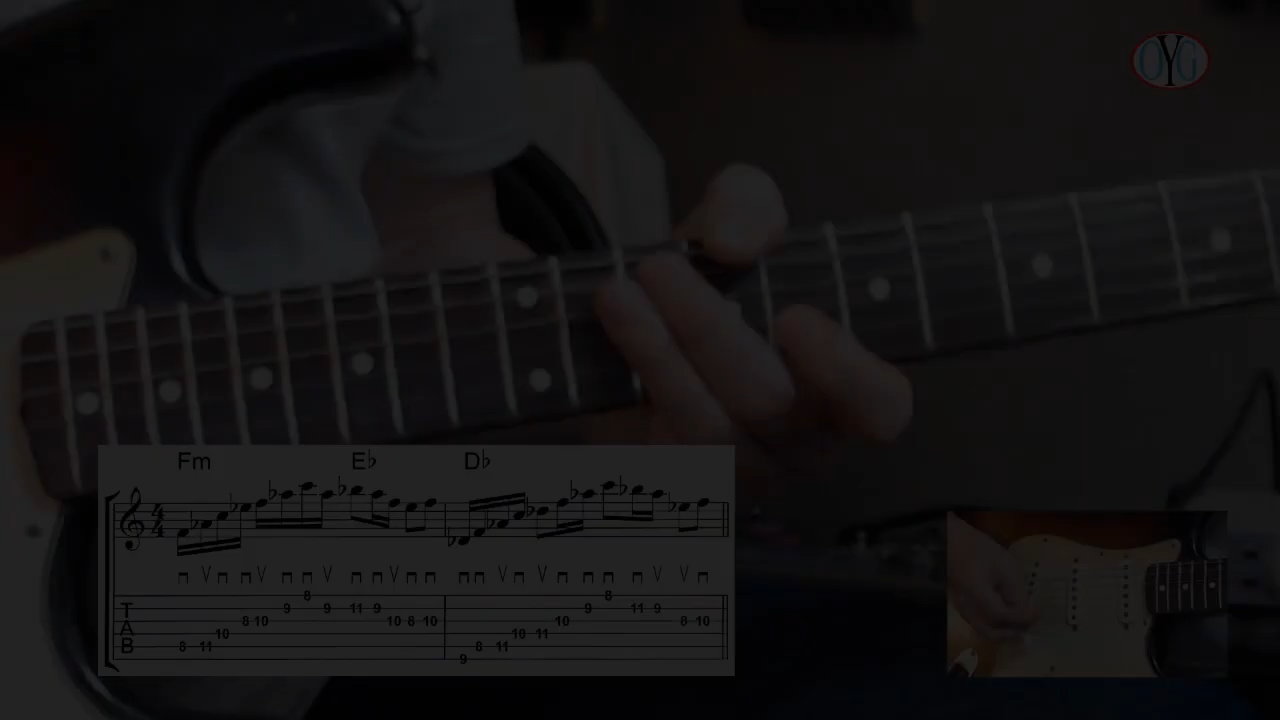 OYG
Fm E♭ D♭
4
4
8 8
9 9 11 9 9 11 9
T
8 10 10 8 10 10 8 10
A
10 10 11
B
8 11 8 11
9